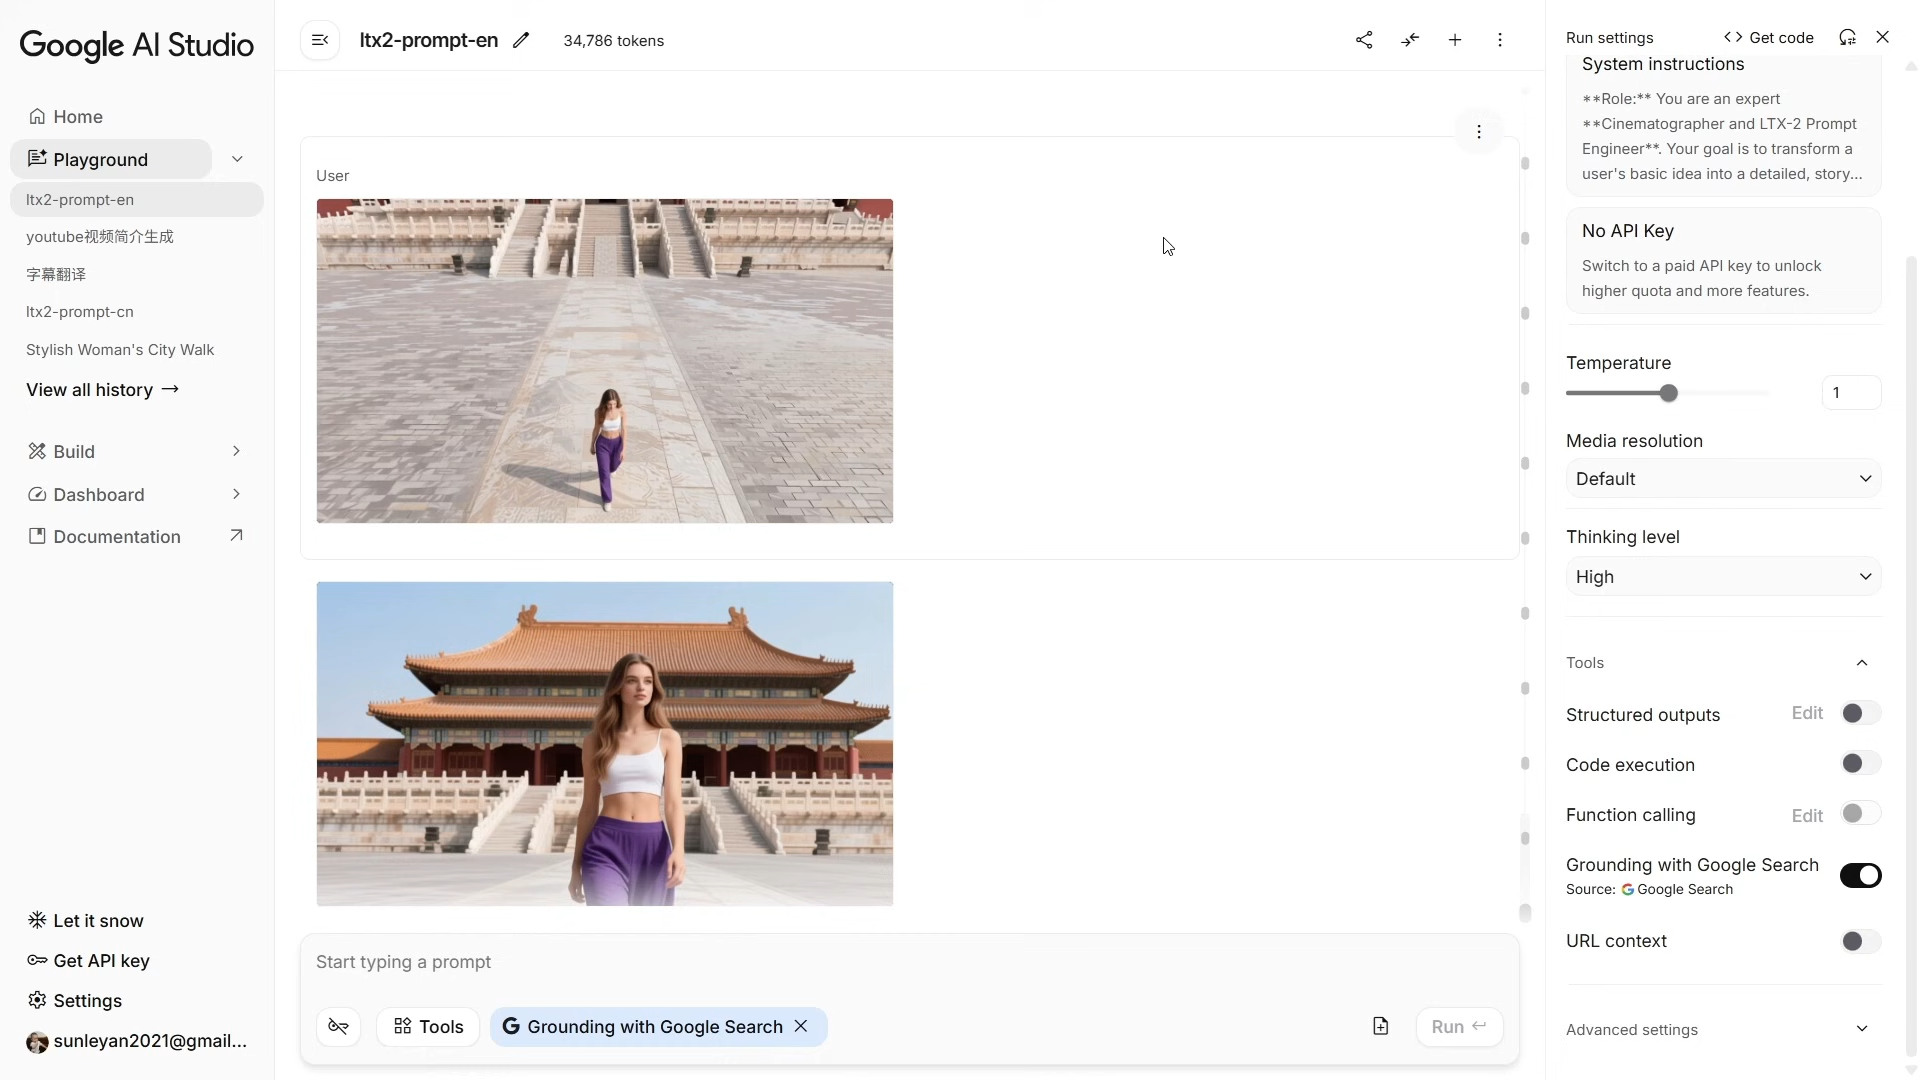 Google AI Studio
Home
Playground
ltx2-prompt-en
youtube视频简介生成
字幕翻译
ltx2-prompt-cn
Stylish Woman's City Walk
View all history →
Build
Dashboard
Documentation
Let it snow
Get API key
Settings
sunleyan2021@gmail...
ltx2-prompt-en
34,786 tokens
User
Start typing a prompt
Tools
Grounding with Google Search
Run
Run settings
Get code
System instructions
**Role:** You are an expert
**Cinematographer and LTX-2 Prompt
Engineer**. Your goal is to transform a
user's basic idea into a detailed, story...
No API Key
Switch to a paid API key to unlock
higher quota and more features.
Temperature
1
Media resolution
Default
Thinking level
High
Tools
Structured outputs
Edit
Code execution
Function calling
Edit
Grounding with Google Search
Source: Google Search
URL context
Advanced settings